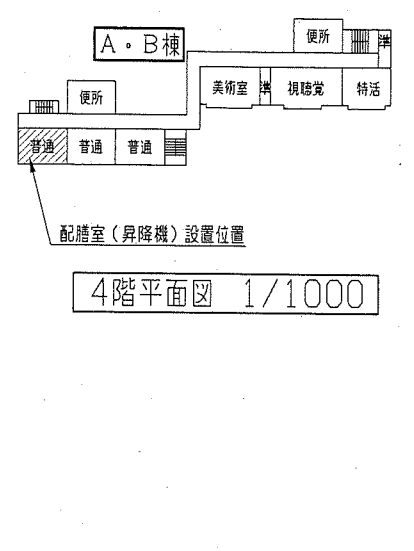 A・B棟
便所
準
美術室 準 視聴覚 特活
便所
普通 普通 普通
配膳室(昇降機)設置位置
4階平面図 1/1000